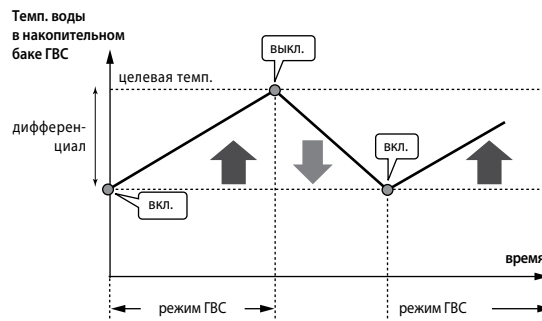 Темп. воды
в накопительном
баке ГВС
выкл.
целевая темп.
дифферен-
циал
вкл.
вкл.
время
режим ГВС
режим ГВС